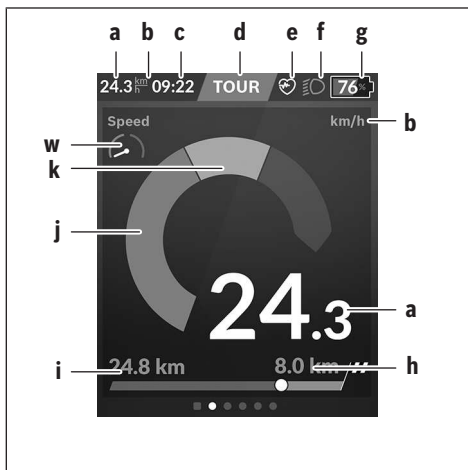 a b c d e f g
24.3 km/h 09:22 TOUR 76%
Speed km/h b
w
k
j
24.3 a
i 24.8 km 8.0 km h